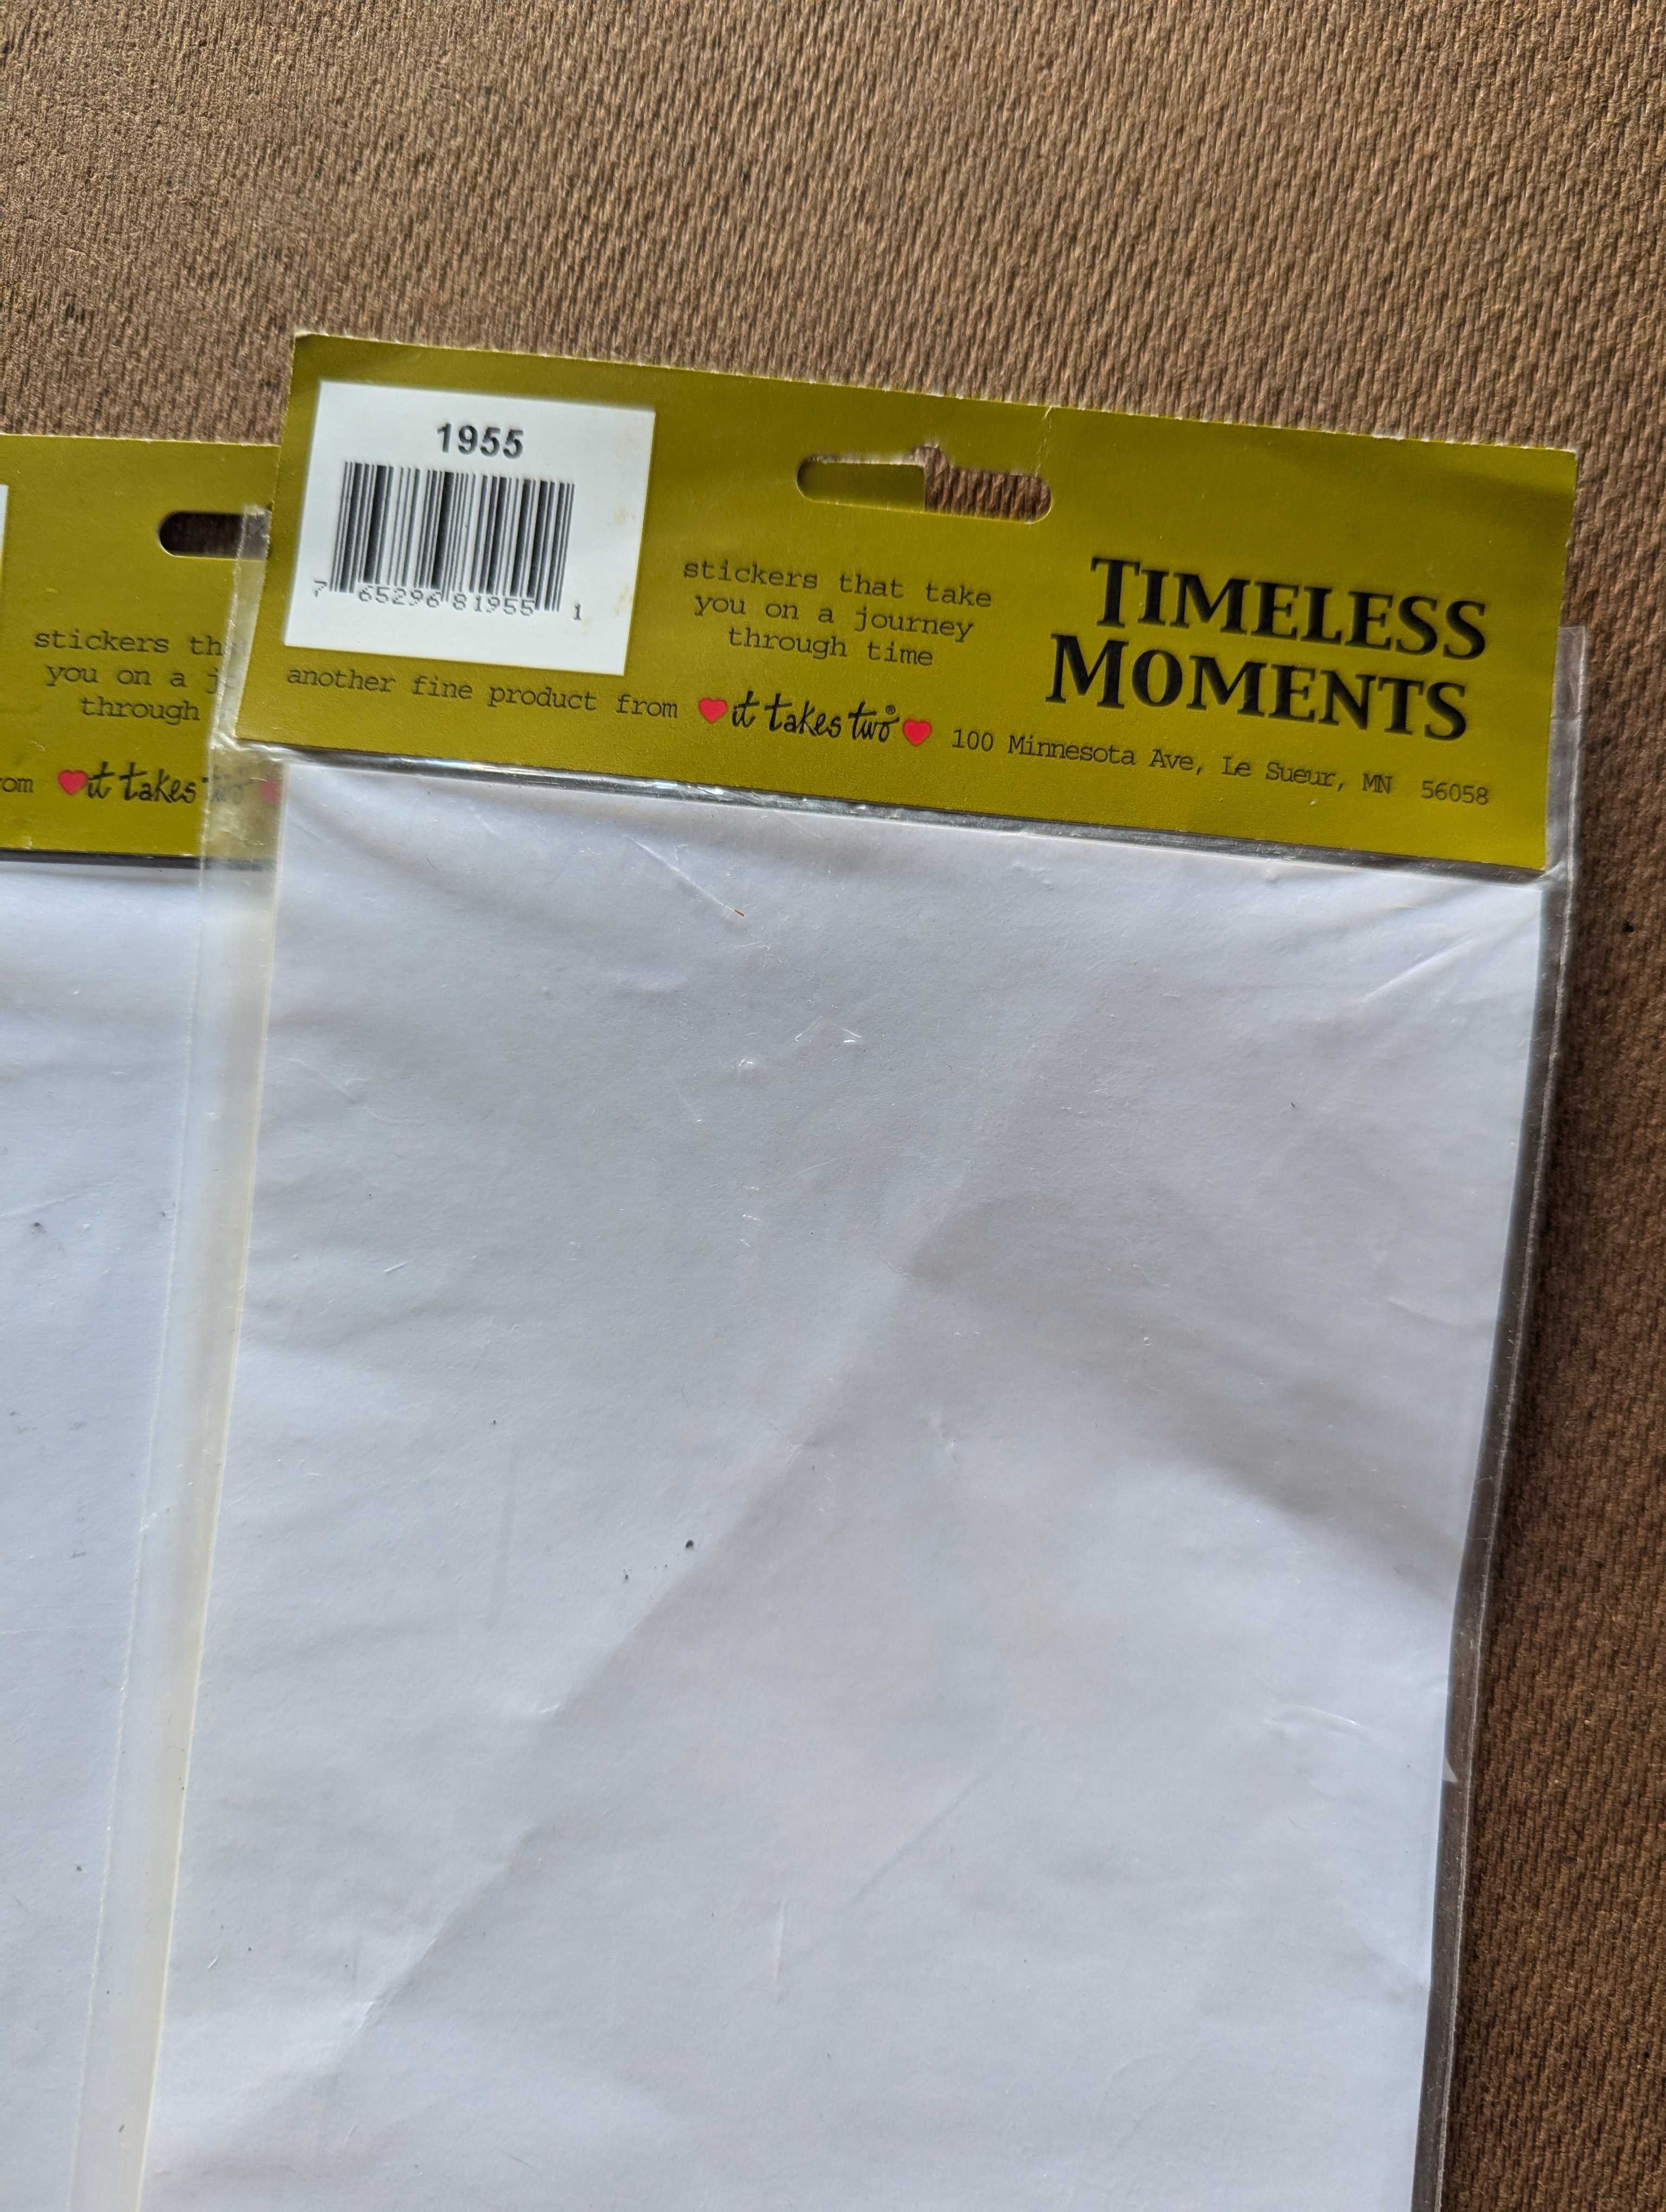 1955
7 65296 81955 1
stickers that take
you on a journey
through time
TIMELESS
MOMENTS
another fine product from it takes two® 100 Minnesota Ave, Le Sueur, MN 56058
stickers th
you on a j
through
om it takes two